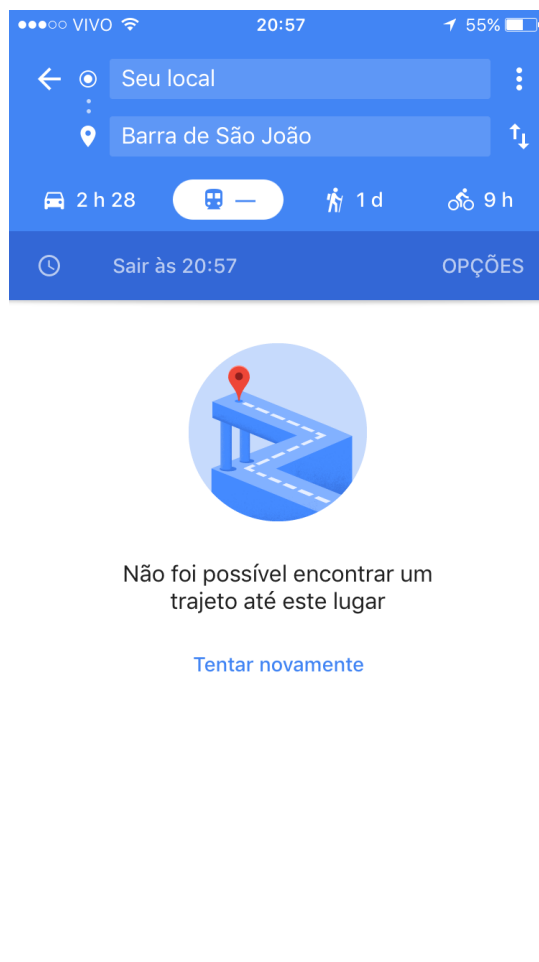 VIVO 20:57 55%
Seu local
Barra de São João
2 h 28 — 1 d 9 h
Sair às 20:57 OPÇÕES
Não foi possível encontrar um
trajeto até este lugar
Tentar novamente